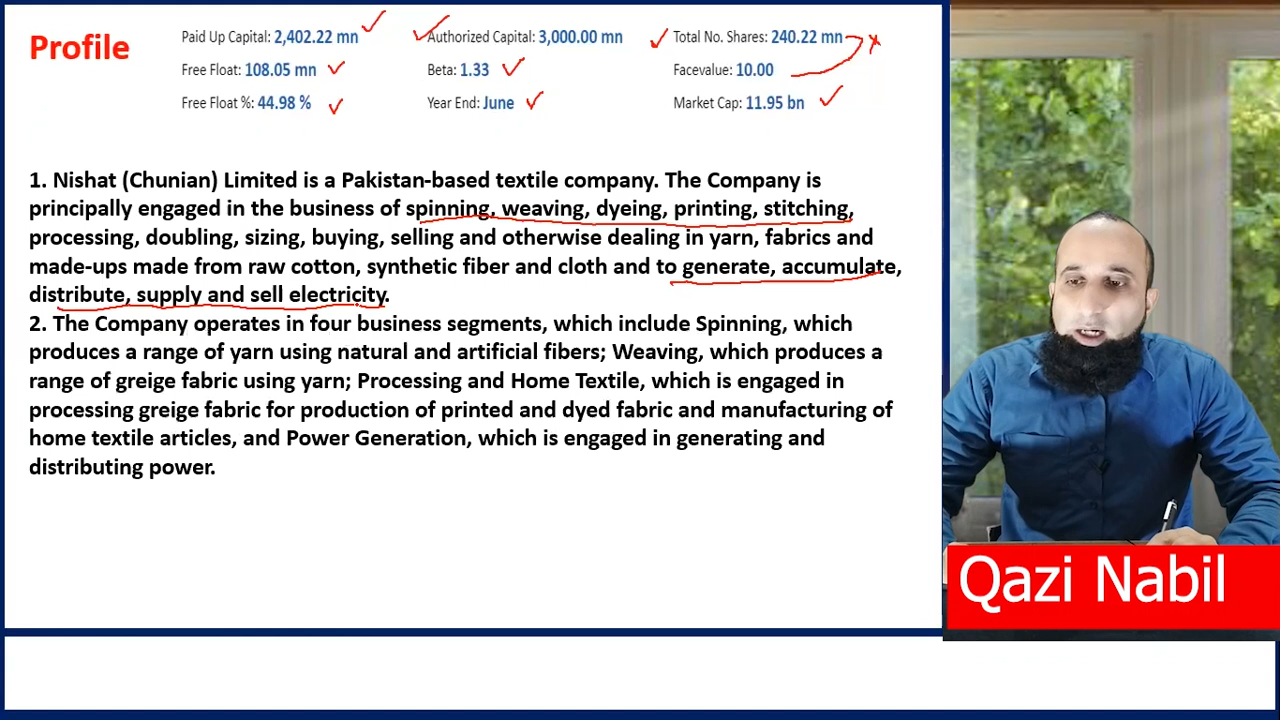 Profile
Paid Up Capital: 2,402.22 mn
Authorized Capital: 3,000.00 mn
Total No. Shares: 240.22 mn
Free Float: 108.05 mn
Beta: 1.33
Facevalue: 10.00
Free Float %: 44.98 %
Year End: June
Market Cap: 11.95 bn
1. Nishat (Chunian) Limited is a Pakistan-based textile company. The Company is
principally engaged in the business of spinning, weaving, dyeing, printing, stitching,
processing, doubling, sizing, buying, selling and otherwise dealing in yarn, fabrics and
made-ups made from raw cotton, synthetic fiber and cloth and to generate, accumulate,
distribute, supply and sell electricity.
2. The Company operates in four business segments, which include Spinning, which
produces a range of yarn using natural and artificial fibers; Weaving, which produces a
range of greige fabric using yarn; Processing and Home Textile, which is engaged in
processing greige fabric for production of printed and dyed fabric and manufacturing of
home textile articles, and Power Generation, which is engaged in generating and
distributing power.
Qazi Nabil